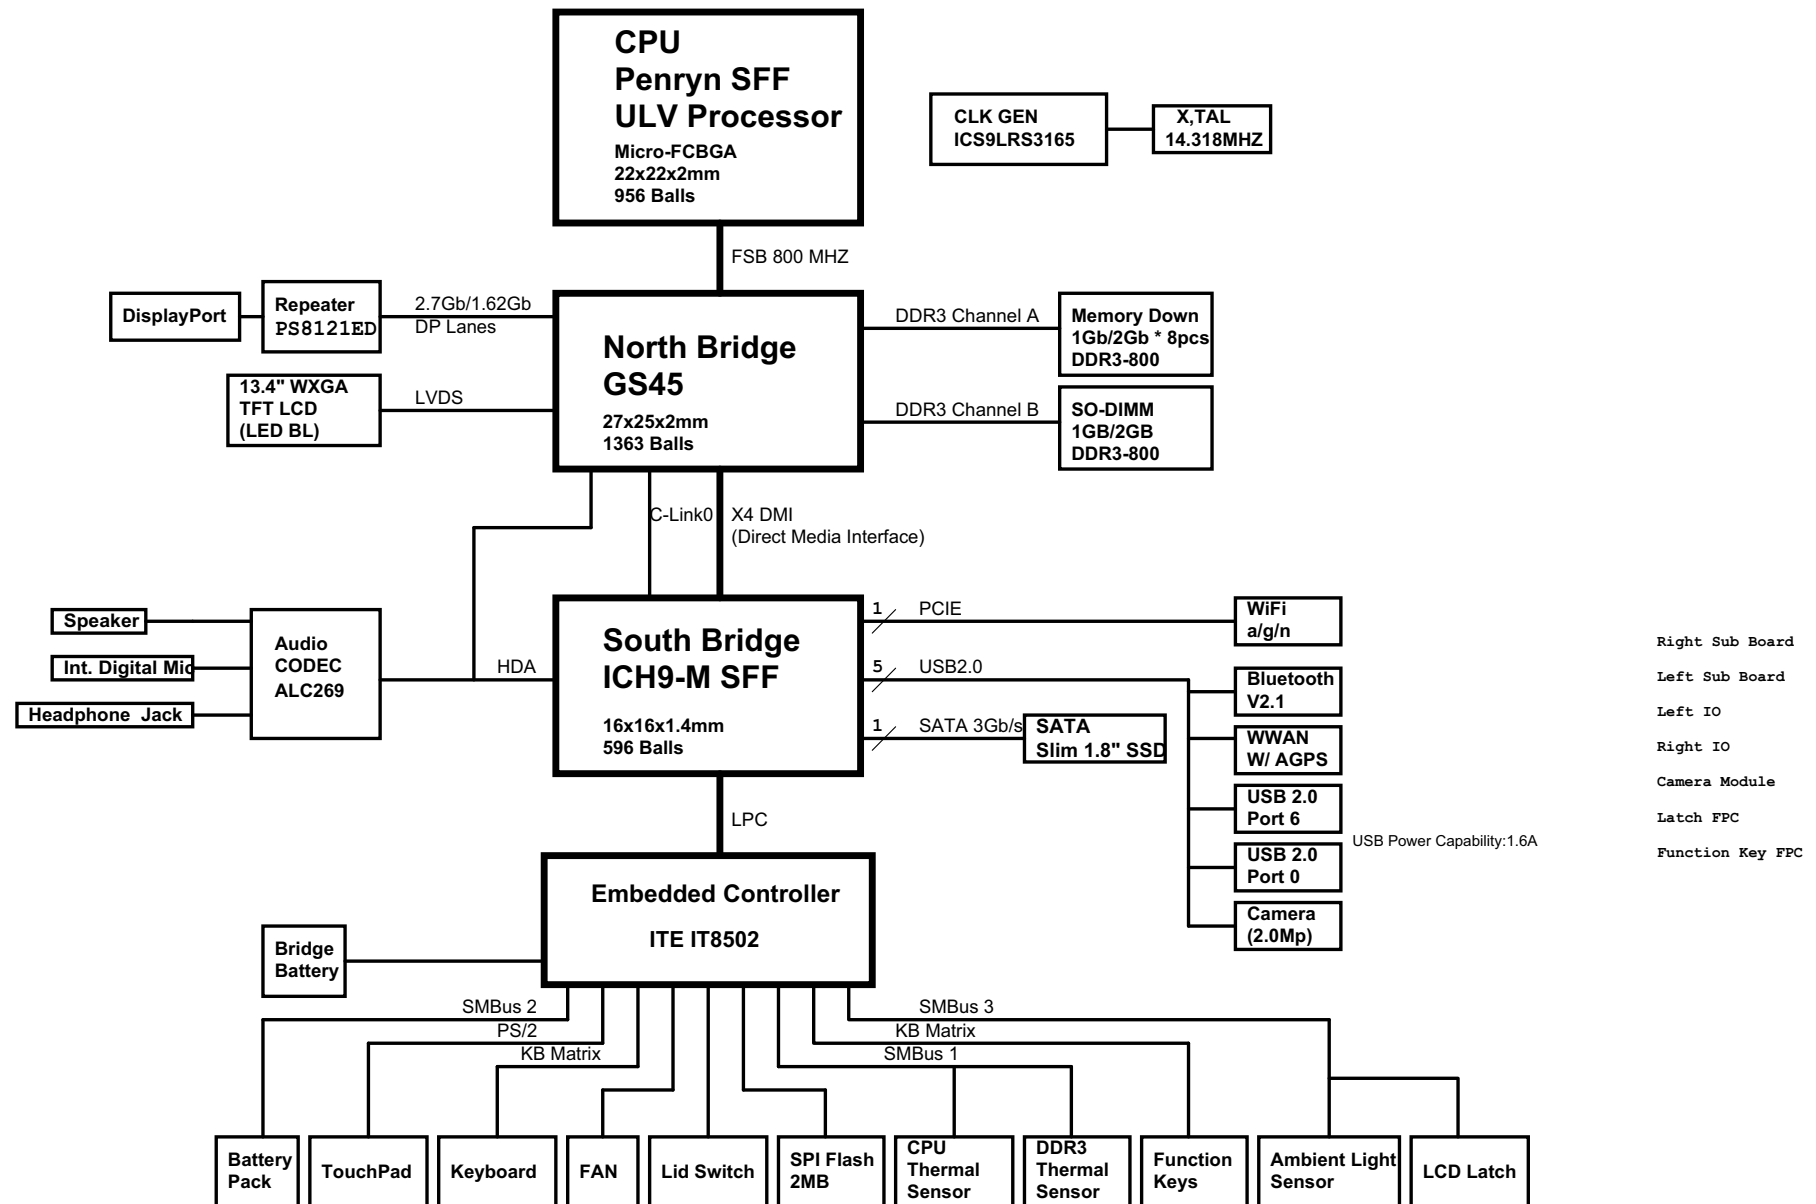 CPU
Penryn SFF
ULV Processor
Micro-FCBGA
22x22x2mm
956 Balls
CLK GEN
ICS9LRS3165
X,TAL
14.318MHZ
FSB 800 MHZ
DisplayPort
Repeater
PS8121ED
2.7Gb/1.62Gb
DP Lanes
13.4" WXGA
TFT LCD
(LED BL)
LVDS
North Bridge
GS45
27x25x2mm
1363 Balls
DDR3 Channel A
Memory Down
1Gb/2Gb * 8pcs
DDR3-800
DDR3 Channel B
SO-DIMM
1GB/2GB
DDR3-800
C-Link0
X4 DMI
(Direct Media Interface)
Speaker
Int. Digital Mic
Headphone Jack
Audio
CODEC
ALC269
HDA
South Bridge
ICH9-M SFF
16x16x1.4mm
596 Balls
1 PCIE
WiFi
a/g/n
5 USB2.0
Bluetooth
V2.1
1 SATA 3Gb/s
SATA
Slim 1.8" SSD
WWAN
W/ AGPS
USB 2.0
Port 6
USB Power Capability:1.6A
USB 2.0
Port 0
Camera
(2.0Mp)
Right Sub Board
Left Sub Board
Left IO
Right IO
Camera Module
Latch FPC
Function Key FPC
LPC
Embedded Controller
ITE IT8502
Bridge
Battery
SMBus 2
PS/2
KB Matrix
SMBus 3
KB Matrix
SMBus 1
Battery
Pack
TouchPad
Keyboard
FAN
Lid Switch
SPI Flash
2MB
CPU
Thermal
Sensor
DDR3
Thermal
Sensor
Function
Keys
Ambient Light
Sensor
LCD Latch